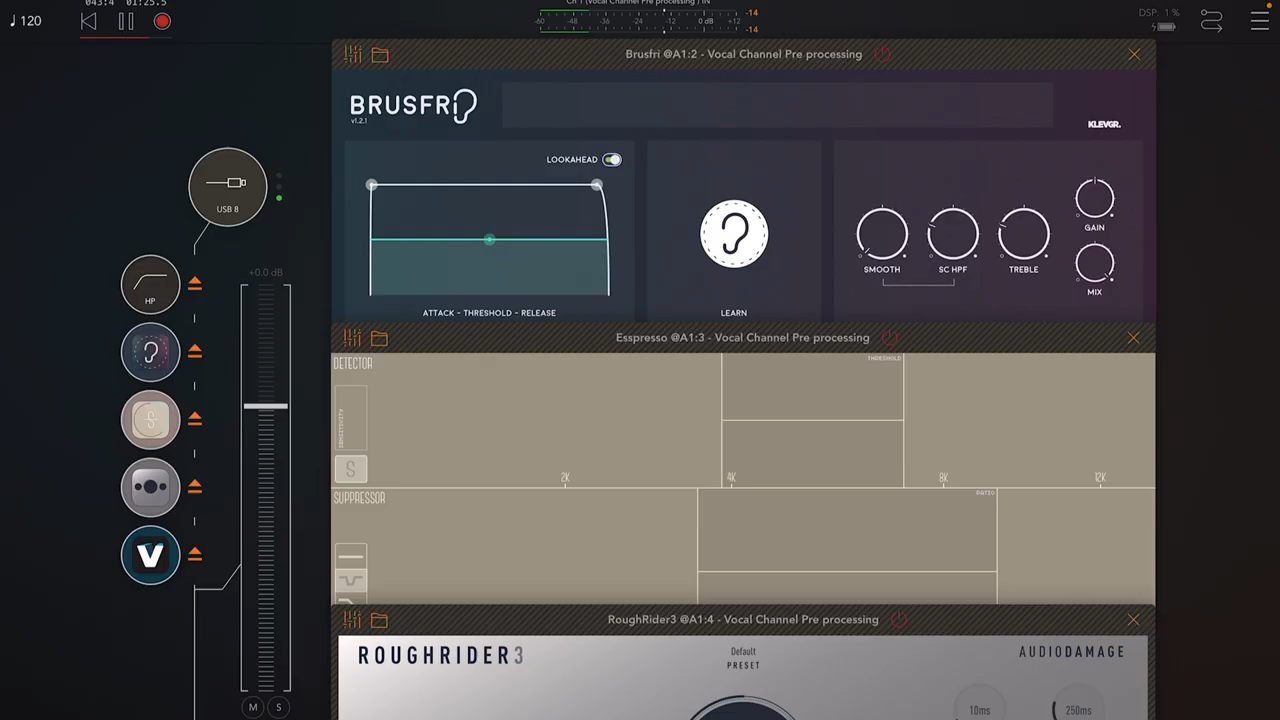 120
043:4 01:25.5
Ch 1 (Vocal Channel Pre processing) / IN
-60 -48 -36 -24 -12 0 dB +12
-14
-14
DSP: 1 %
USB 8
HP
+0.0 dB
M S
Brusfri @A1:2 - Vocal Channel Pre processing
BRUSFRI
v1.2.1
KLEVGR.
LOOKAHEAD
ATTACK - THRESHOLD - RELEASE
LEARN
SMOOTH
SC HPF
TREBLE
GAIN
MIX
Esspresso @A1:3 - Vocal Channel Pre processing
DETECTOR
THRESHOLD
SENSITIVITY
S
2K 4K 8K 12K
SUPPRESSOR
RATIO
RoughRider3 @A1:4 - Vocal Channel Pre processing
ROUGHRIDER3
Default
PRESET
AUDIODAMAGE
10ms
250ms